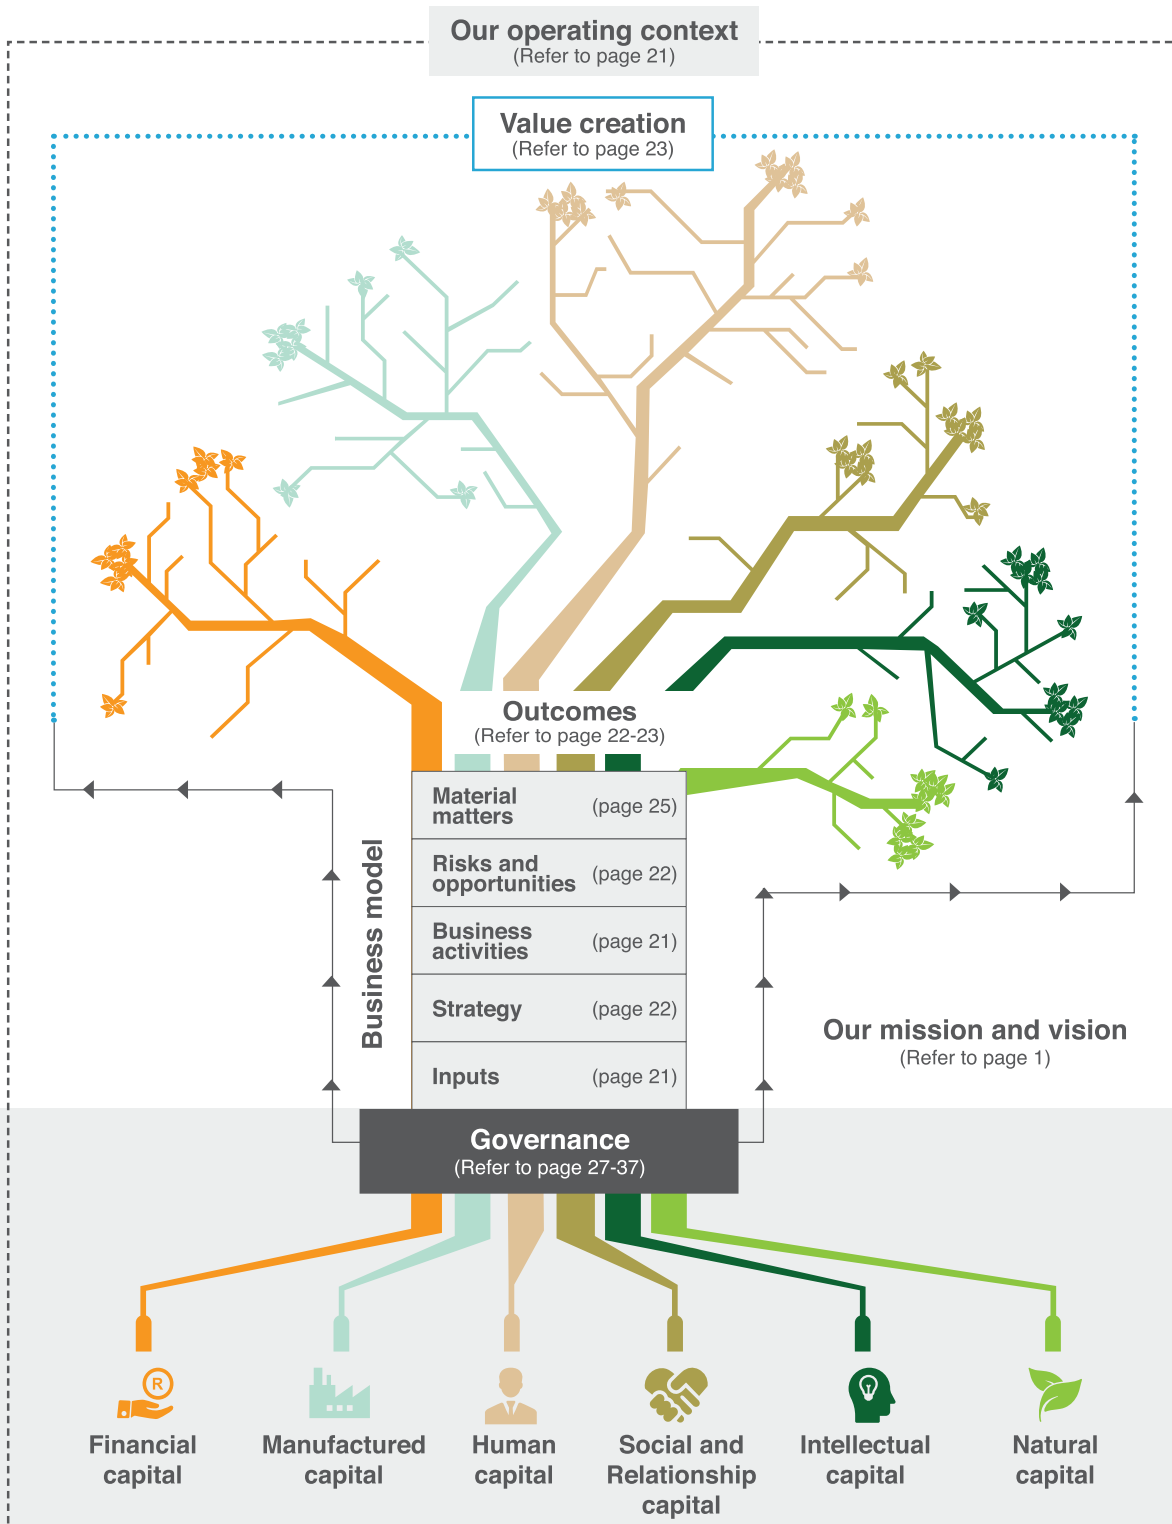 Our operating context
(Refer to page 21)
Value creation
(Refer to page 23)
Outcomes
(Refer to page 22-23)
Material
matters
(page 25)
Risks and
opportunities
(page 22)
Business
activities
(page 21)
Strategy
(page 22)
Inputs
(page 21)
Business model
Our mission and vision
(Refer to page 1)
Governance
(Refer to page 27-37)
R
Financial
capital
Manufactured
capital
Human
capital
Social and
Relationship
capital
Intellectual
capital
Natural
capital